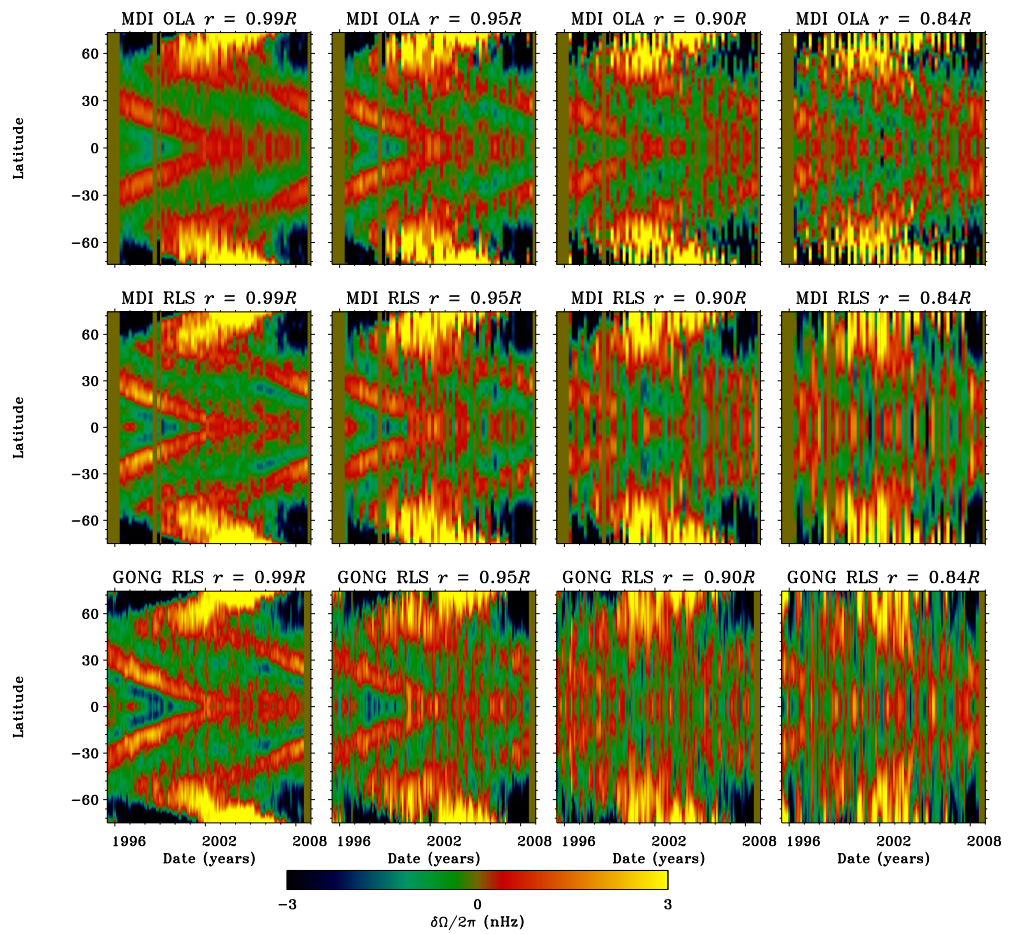 MDI OLA r = 0.99R MDI OLA r = 0.95R MDI OLA r = 0.90R MDI OLA r = 0.84R
60
30
0
−30
−60
Latitude
MDI RLS r = 0.99R MDI RLS r = 0.95R MDI RLS r = 0.90R MDI RLS r = 0.84R
60
30
0
−30
−60
Latitude
GONG RLS r = 0.99R GONG RLS r = 0.95R GONG RLS r = 0.90R GONG RLS r = 0.84R
60
30
0
−30
−60
Latitude
1996 2002 2008 1996 2002 2008 1996 2002 2008 1996 2002 2008
Date (years) Date (years) Date (years) Date (years)
−3 0 3
δΩ/2π (nHz)